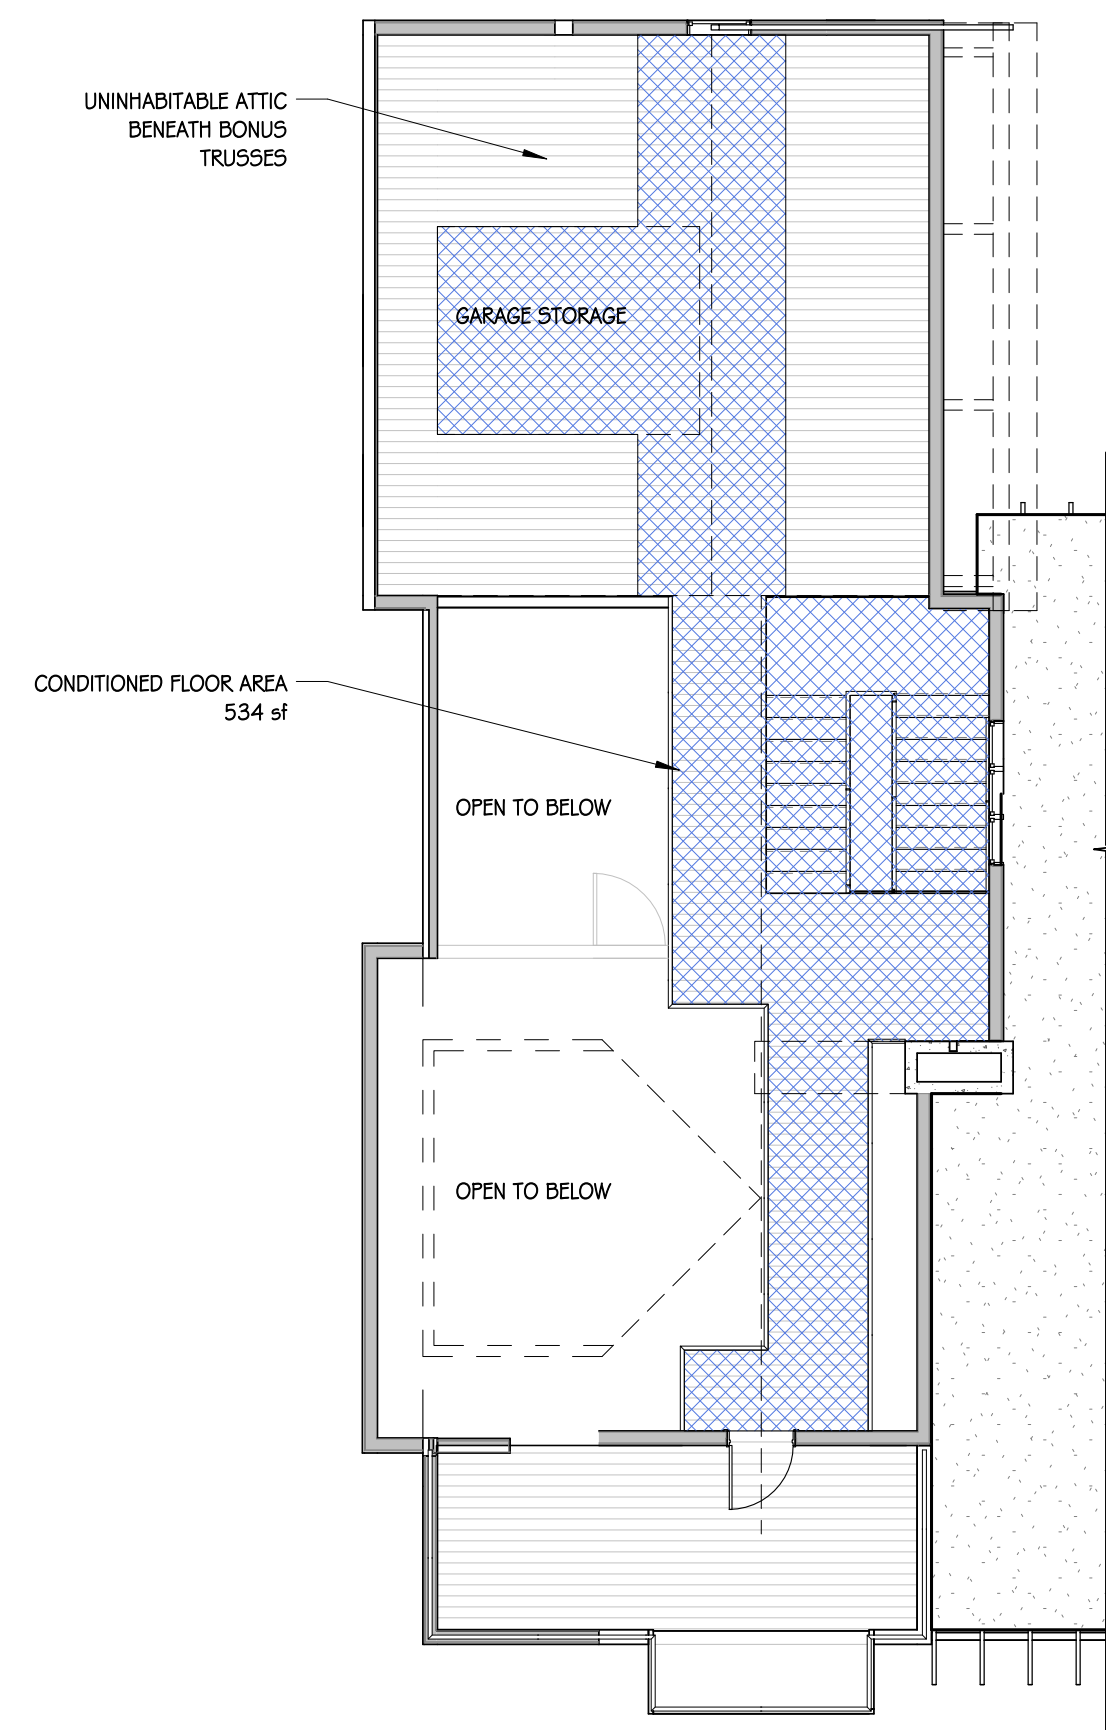 UNINHABITABLE ATTIC
BENEATH BONUS
TRUSSES
GARAGE STORAGE
CONDITIONED FLOOR AREA
534 sf
OPEN TO BELOW
OPEN TO BELOW